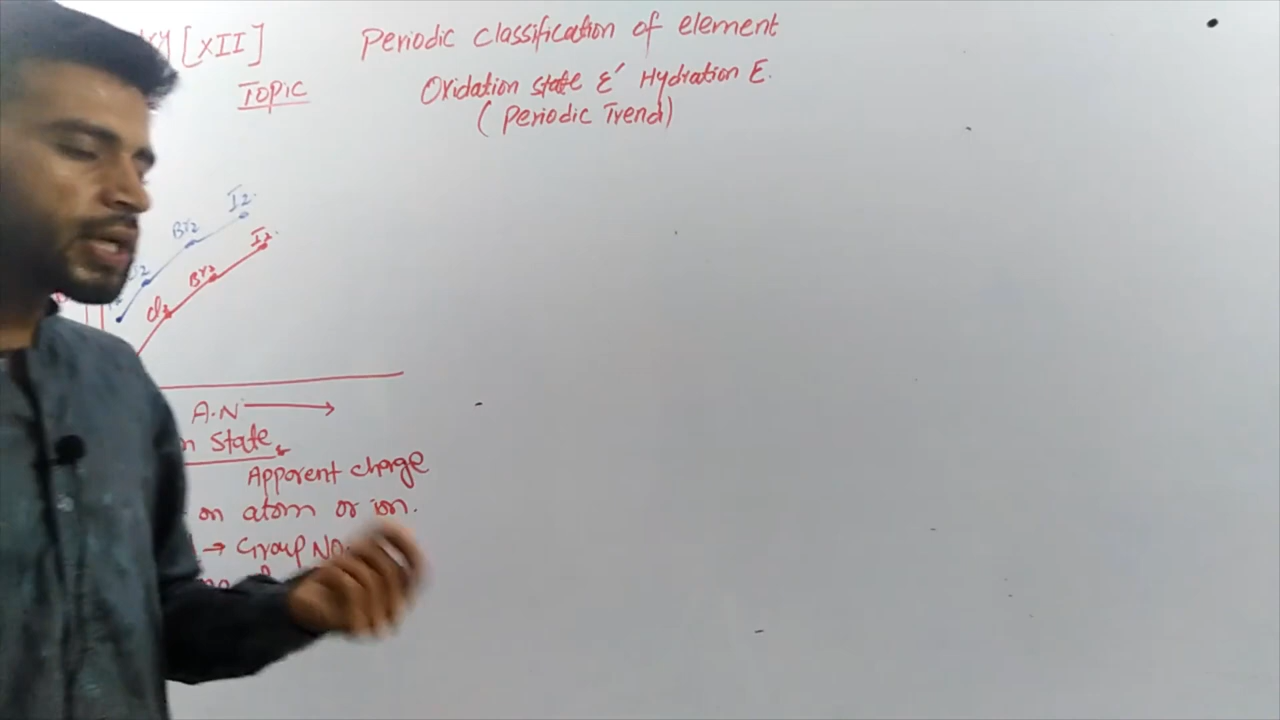 [XII] Periodic classification of element
Topic Oxidation state & Hydration E.
(Periodic Trend)
I2
Br2
I2
Br2
Cl2
A.N
State
Apparent charge
on atom or ion.
→ Group No.